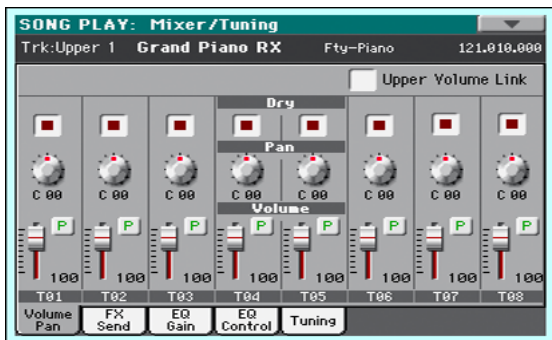 SONG PLAY: Mixer/Tuning
Trk:Upper 1 Grand Piano RX Fty-Piano 121.010.000
Upper Volume Link
Dry
Pan
C 00 C 00 C 00 C 00 C 00 C 00 C 00 C 00
Volume
P P P P P P P P
100 100 100 100 100 100 100 100
T01 T02 T03 T04 T05 T06 T07 T08
Volume Pan FX Send EQ Gain EQ Control Tuning